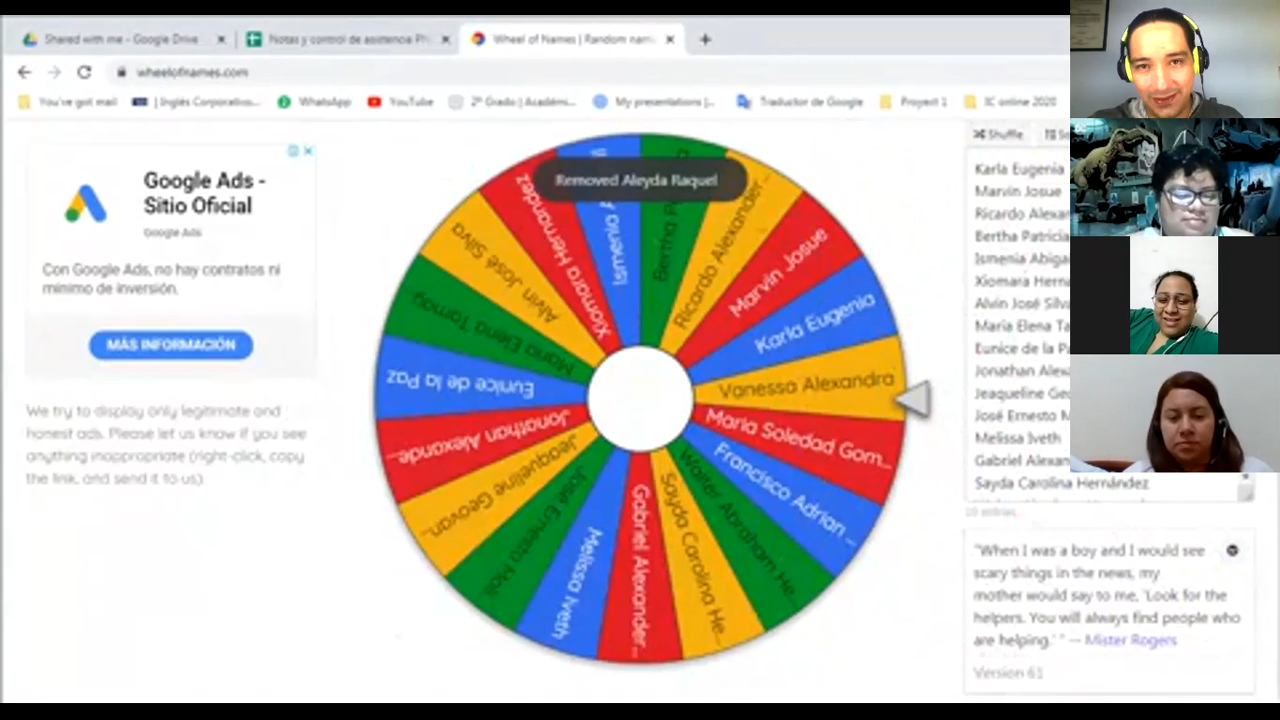 Shared with me - Google Drive
Notas y control de asistencia
Wheel of Names | Random nam
wheelofnames.com
You've got mail
| Inglés Corporativo...
WhatsApp
YouTube
2º Grado | Académi...
My presentations |...
Traductor de Google
Proyect 1
IC online 2020
Google Ads -
Sitio Oficial
Google Ads
Con Google Ads, no hay contratos ni
mínimo de inversión.
MÁS INFORMACIÓN
We try to display only legitimate and
honest ads. Please let us know if you see
anything inappropriate (right-click, copy
the link, and send it to us).
Removed Aleyda Raquel
Ismenia
Bertha
Ricardo Alexander...
Marvin Josue
Karla Eugenia
Vanessa Alexandra
Maria Soledad Gom...
Francisco Adrian ...
Walter Abraham He...
Sayda Carolina He...
Gabriel Alexander...
Melissa Iveth
José Ernesto
Jeaqueline Geovan...
Jonathan Alexande...
Eunice de la Paz
Maria Elena Tamag
Alvin José Silva
Xiomara Hernandez
Shuffle
Karla Eugenia
Marvin Josue
Ricardo Alexan
Bertha Patricia
Ismenia Abiga
Xiomara Herna
Alvin José Silva
Maria Elena Ta
Eunice de la Pa
Jonathan Alexa
Jeaqueline Geo
José Ernesto M
Melissa Iveth
Gabriel Alexan
Sayda Carolina Hernández
"When I was a boy and I would see
scary things in the news, my
mother would say to me, 'Look for the
helpers. You will always find people who
are helping.' " -- Mister Rogers
Version 61